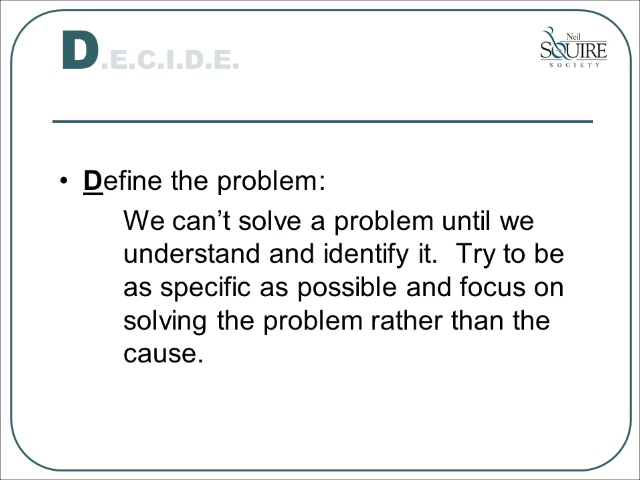 D.E.C.I.D.E.
Neil
SQUIRE
SOCIETY
• Define the problem:
We can’t solve a problem until we
understand and identify it.  Try to be
as specific as possible and focus on
solving the problem rather than the
cause.